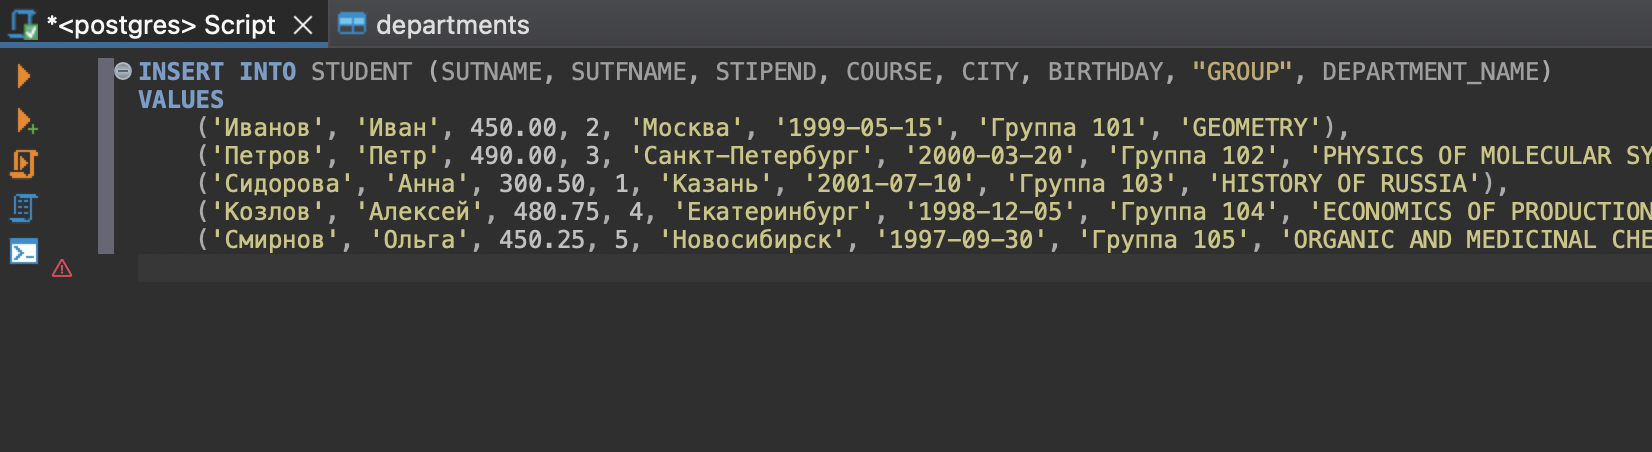 *<postgres> Script departments
INSERT INTO STUDENT (SUTNAME, SUTFNAME, STIPEND, COURSE, CITY, BIRTHDAY, "GROUP", DEPARTMENT_NAME)
VALUES
('Иванов', 'Иван', 450.00, 2, 'Москва', '1999-05-15', 'Группа 101', 'GEOMETRY'),
('Петров', 'Петр', 490.00, 3, 'Санкт-Петербург', '2000-03-20', 'Группа 102', 'PHYSICS OF MOLECULAR SY
('Сидорова', 'Анна', 300.50, 1, 'Казань', '2001-07-10', 'Группа 103', 'HISTORY OF RUSSIA'),
('Козлов', 'Алексей', 480.75, 4, 'Екатеринбург', '1998-12-05', 'Группа 104', 'ECONOMICS OF PRODUCTION
('Смирнов', 'Ольга', 450.25, 5, 'Новосибирск', '1997-09-30', 'Группа 105', 'ORGANIC AND MEDICINAL CHE